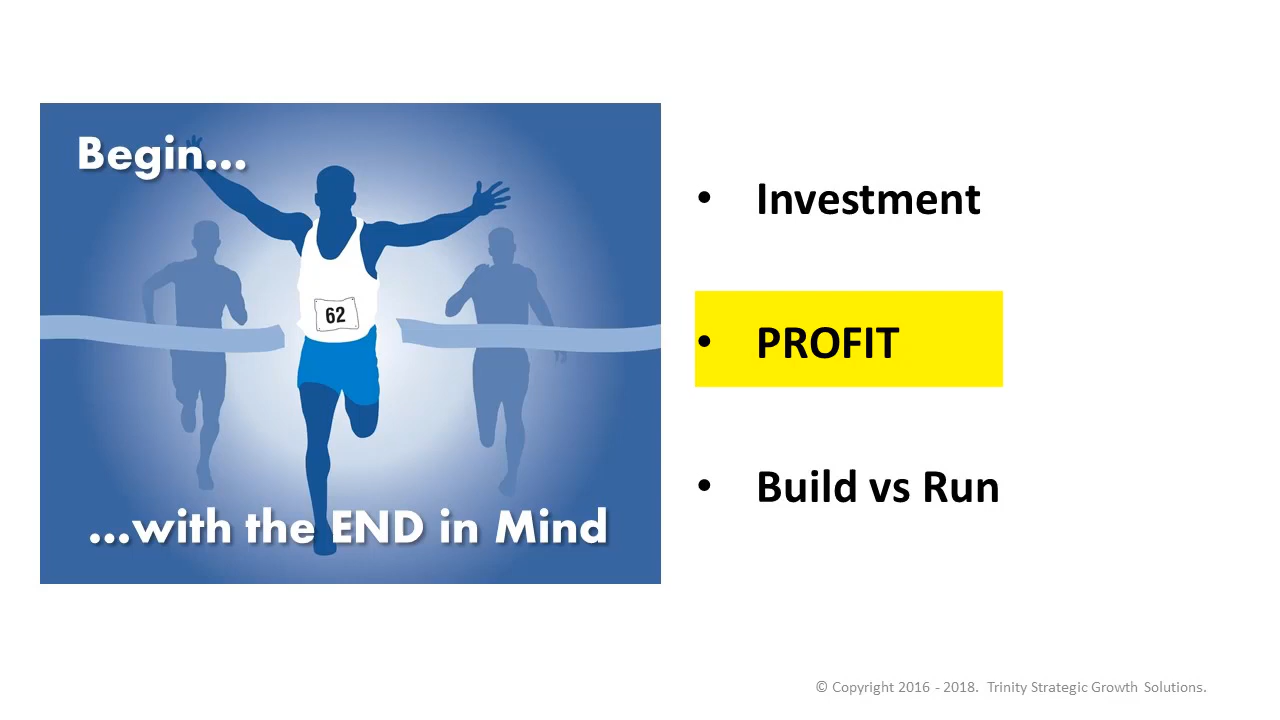 Begin...
62
...with the END in Mind
• Investment
• PROFIT
• Build vs Run
© Copyright 2016 - 2018. Trinity Strategic Growth Solutions.